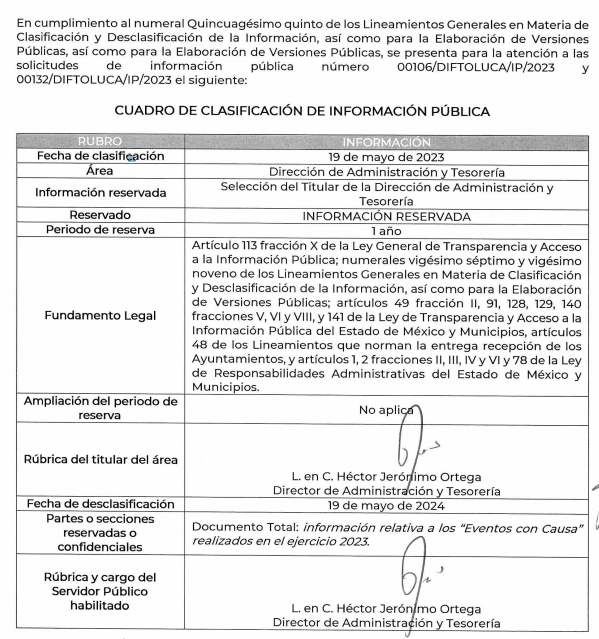 En cumplimiento al numeral Quincuagésimo quinto de los Lineamientos Generales en Materia de
Clasificación y Desclasificación de la Información, así como para la Elaboración de Versiones
Públicas, así como para la Elaboración de Versiones Públicas, se presenta para la atención a las
solicitudes de información pública número 00106/DIFTOLUCA/IP/2023 y
00132/DIFTOLUCA/IP/2023 el siguiente:
CUADRO DE CLASIFICACIÓN DE INFORMACIÓN PÚBLICA
RUBRO INFORMACIÓN
Fecha de clasificación 19 de mayo de 2023
Área Dirección de Administración y Tesorería
Información reservada Selección del Titular de la Dirección de Administración y
Tesorería
Reservado INFORMACIÓN RESERVADA
Periodo de reserva 1 año
Fundamento Legal
Artículo 113 fracción X de la Ley General de Transparencia y Acceso
a la Información Pública; numerales vigésimo séptimo y vigésimo
noveno de los Lineamientos Generales en Materia de Clasificación
y Desclasificación de la Información, así como para la Elaboración
de Versiones Públicas; artículos 49 fracción II, 91, 128, 129, 140
fracciones V, VI y VIII, y 141 de la Ley de Transparencia y Acceso a la
Información Pública del Estado de México y Municipios, artículos
48 de los Lineamientos que norman la entrega recepción de los
Ayuntamientos, y artículos 1, 2 fracciones II, III, IV y VI y 78 de la Ley
de Responsabilidades Administrativas del Estado de México y
Municipios.
Ampliación del periodo de
reserva
No aplica
Rúbrica del titular del área
L. en C. Héctor Jerónimo Ortega
Director de Administración y Tesorería
Fecha de desclasificación 19 de mayo de 2024
Partes o secciones
reservadas o
confidenciales
Documento Total: información relativa a los “Eventos con Causa”
realizados en el ejercicio 2023.
Rúbrica y cargo del
Servidor Público
habilitado
L. en C. Héctor Jerónimo Ortega
Director de Administración y Tesorería